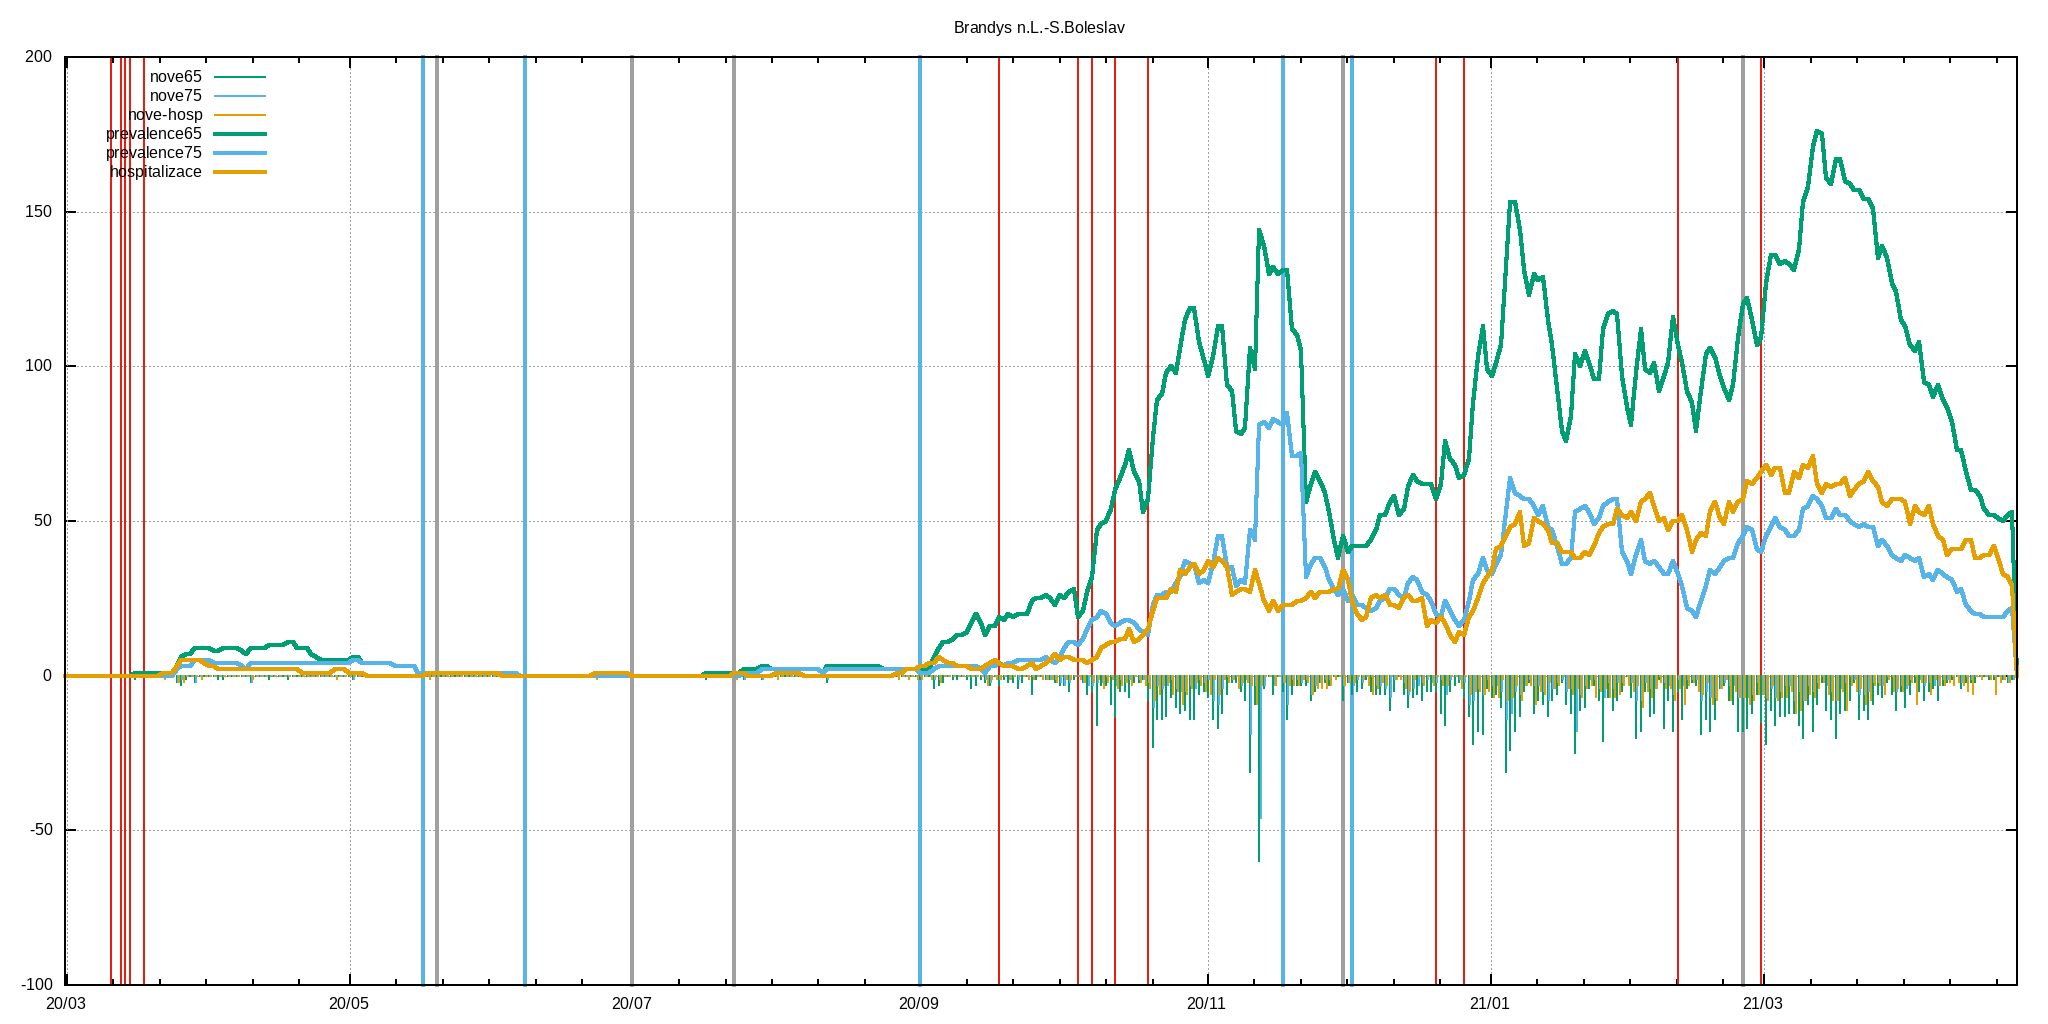 Brandys n.L.-S.Boleslav
200
150
100
50
0
-50
-100
nove65
nove75
nove-hosp
prevalence65
prevalence75
hospitalizace
20/03 20/05 20/07 20/09 20/11 21/01 21/03